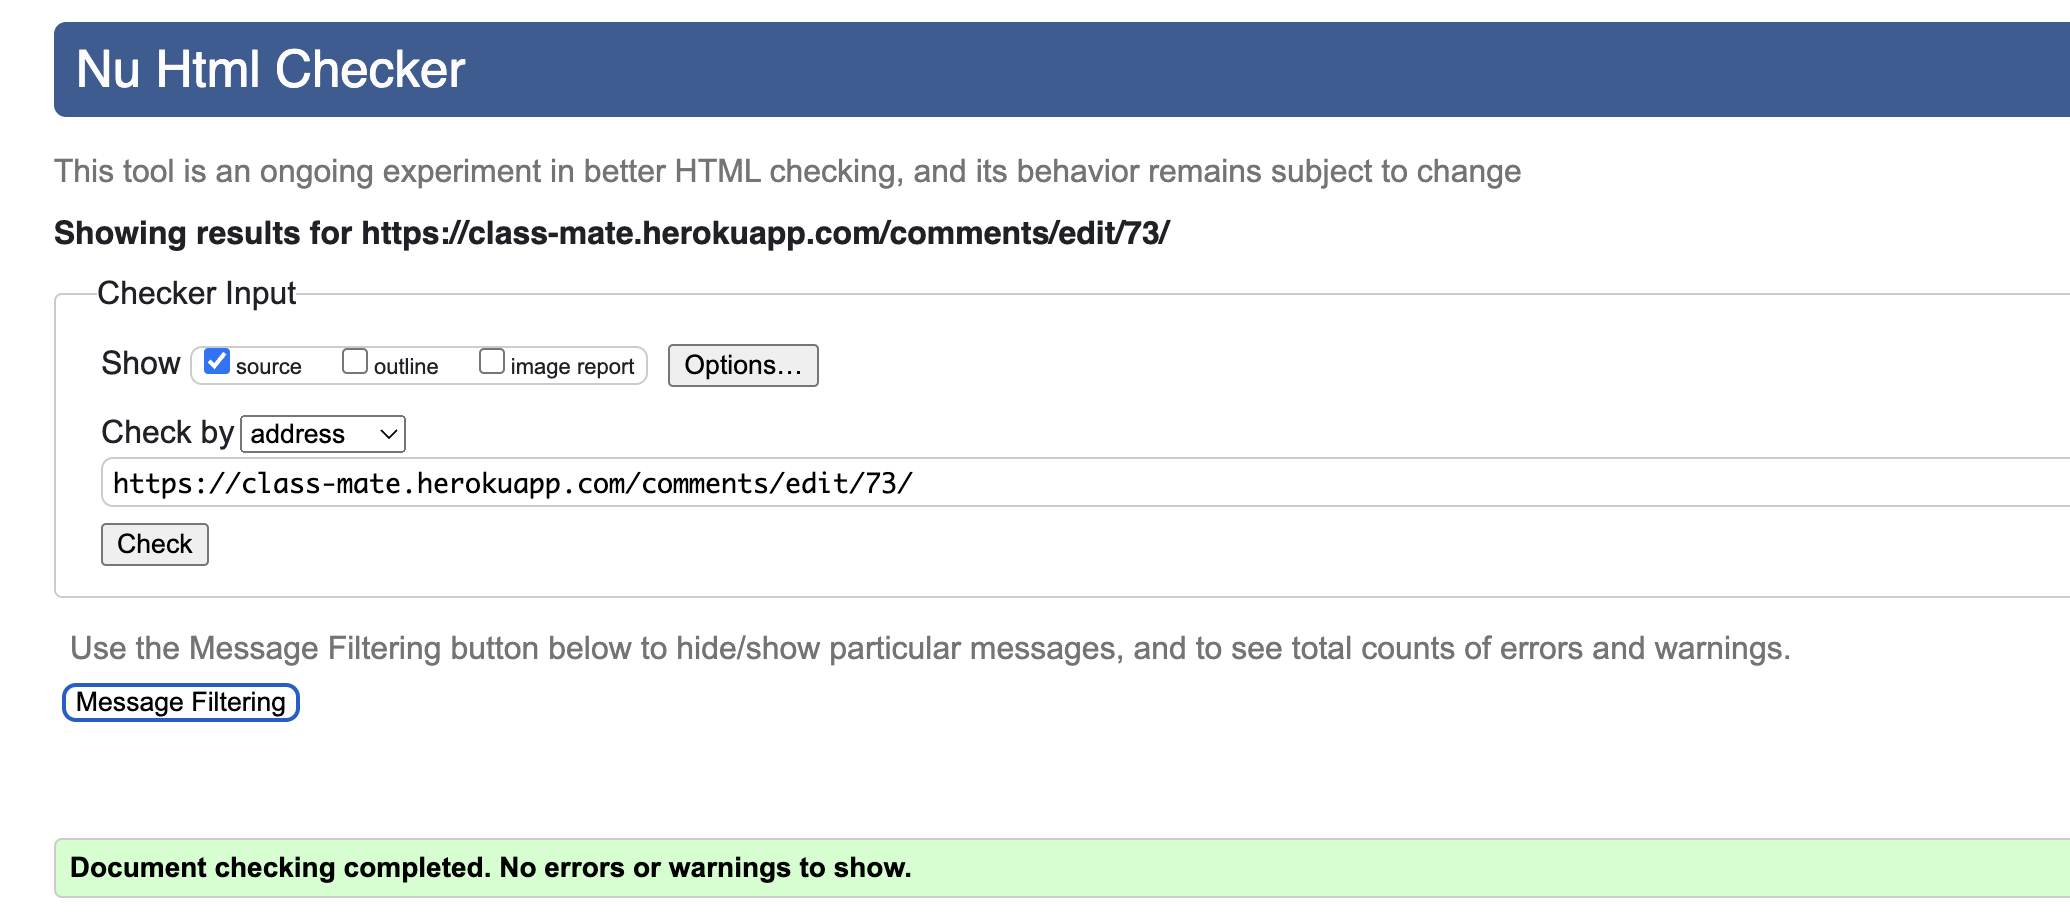 Nu Html Checker
This tool is an ongoing experiment in better HTML checking, and its behavior remains subject to change
Showing results for https://class-mate.herokuapp.com/comments/edit/73/
Checker Input
Show source outline image report Options...
Check by address
https://class-mate.herokuapp.com/comments/edit/73/
Check
Use the Message Filtering button below to hide/show particular messages, and to see total counts of errors and warnings.
Message Filtering
Document checking completed. No errors or warnings to show.